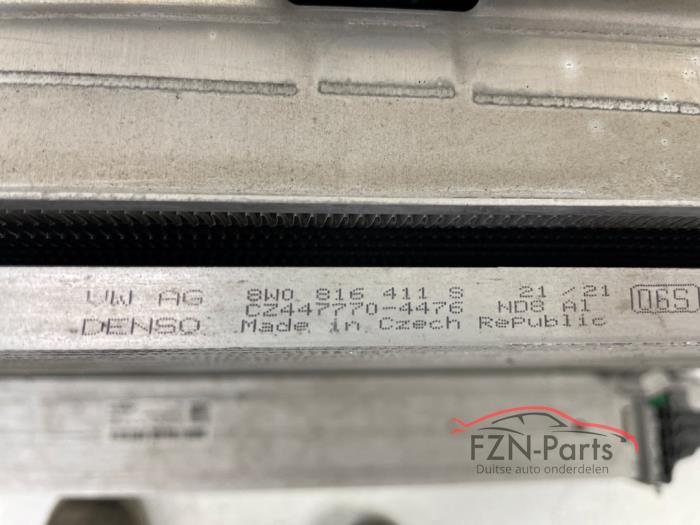 VW AG 8W0 816 411 S 21/21 065
DENSO CZ447770-4476 ND8 A1
Made in Czech Republic
FZN-Parts
Duitse auto onderdelen